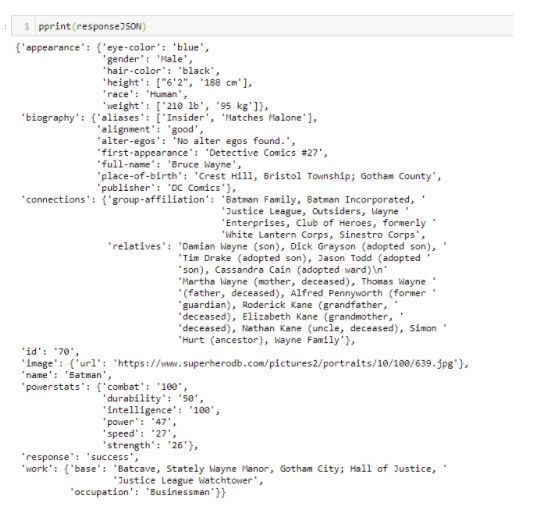 1 pprint(responseJSON)
{'appearance': {'eye-color': 'blue',
'gender': 'Male',
'hair-color': 'black',
'height': ["6'2", '188 cm'],
'race': 'Human',
'weight': ['210 lb', '95 kg']},
'biography': {'aliases': ['Insider', 'Matches Malone'],
'alignment': 'good',
'alter-egos': 'No alter egos found.',
'first-appearance': 'Detective Comics #27',
'full-name': 'Bruce Wayne',
'place-of-birth': 'Crest Hill, Bristol Township; Gotham County',
'publisher': 'DC Comics'},
'connections': {'group-affiliation': 'Batman Family, Batman Incorporated, '
'Justice League, Outsiders, Wayne '
'Enterprises, Club of Heroes, formerly '
'White Lantern Corps, Sinestro Corps',
'relatives': 'Damian Wayne (son), Dick Grayson (adopted son), '
'Tim Drake (adopted son), Jason Todd (adopted '
'son), Cassandra Cain (adopted ward)\n'
'Martha Wayne (mother, deceased), Thomas Wayne '
'(father, deceased), Alfred Pennyworth (former '
'guardian), Roderick Kane (grandfather, '
'deceased), Elizabeth Kane (grandmother, '
'deceased), Nathan Kane (uncle, deceased), Simon '
'Hurt (ancestor), Wayne Family'},
'id': '70',
'image': {'url': 'https://www.superherodb.com/pictures2/portraits/10/100/639.jpg'},
'name': 'Batman',
'powerstats': {'combat': '100',
'durability': '50',
'intelligence': '100',
'power': '47',
'speed': '27',
'strength': '26'},
'response': 'success',
'work': {'base': 'Batcave, Stately Wayne Manor, Gotham City; Hall of Justice, '
'Justice League Watchtower',
'occupation': 'Businessman'}}